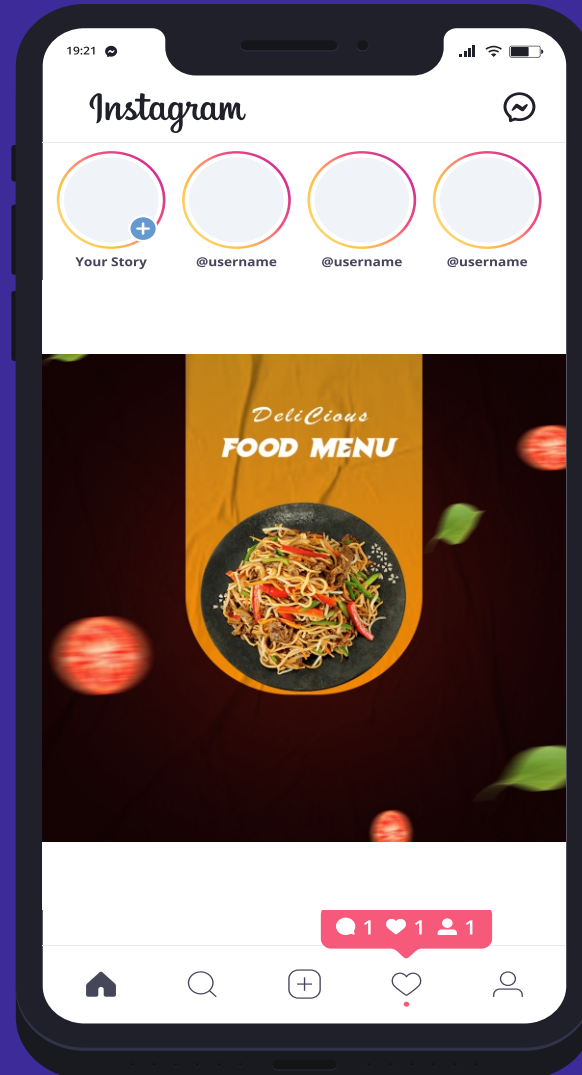 19:21
Instagram
Your Story
@username
@username
@username
DeliCious
FOOD MENU
1 1 1